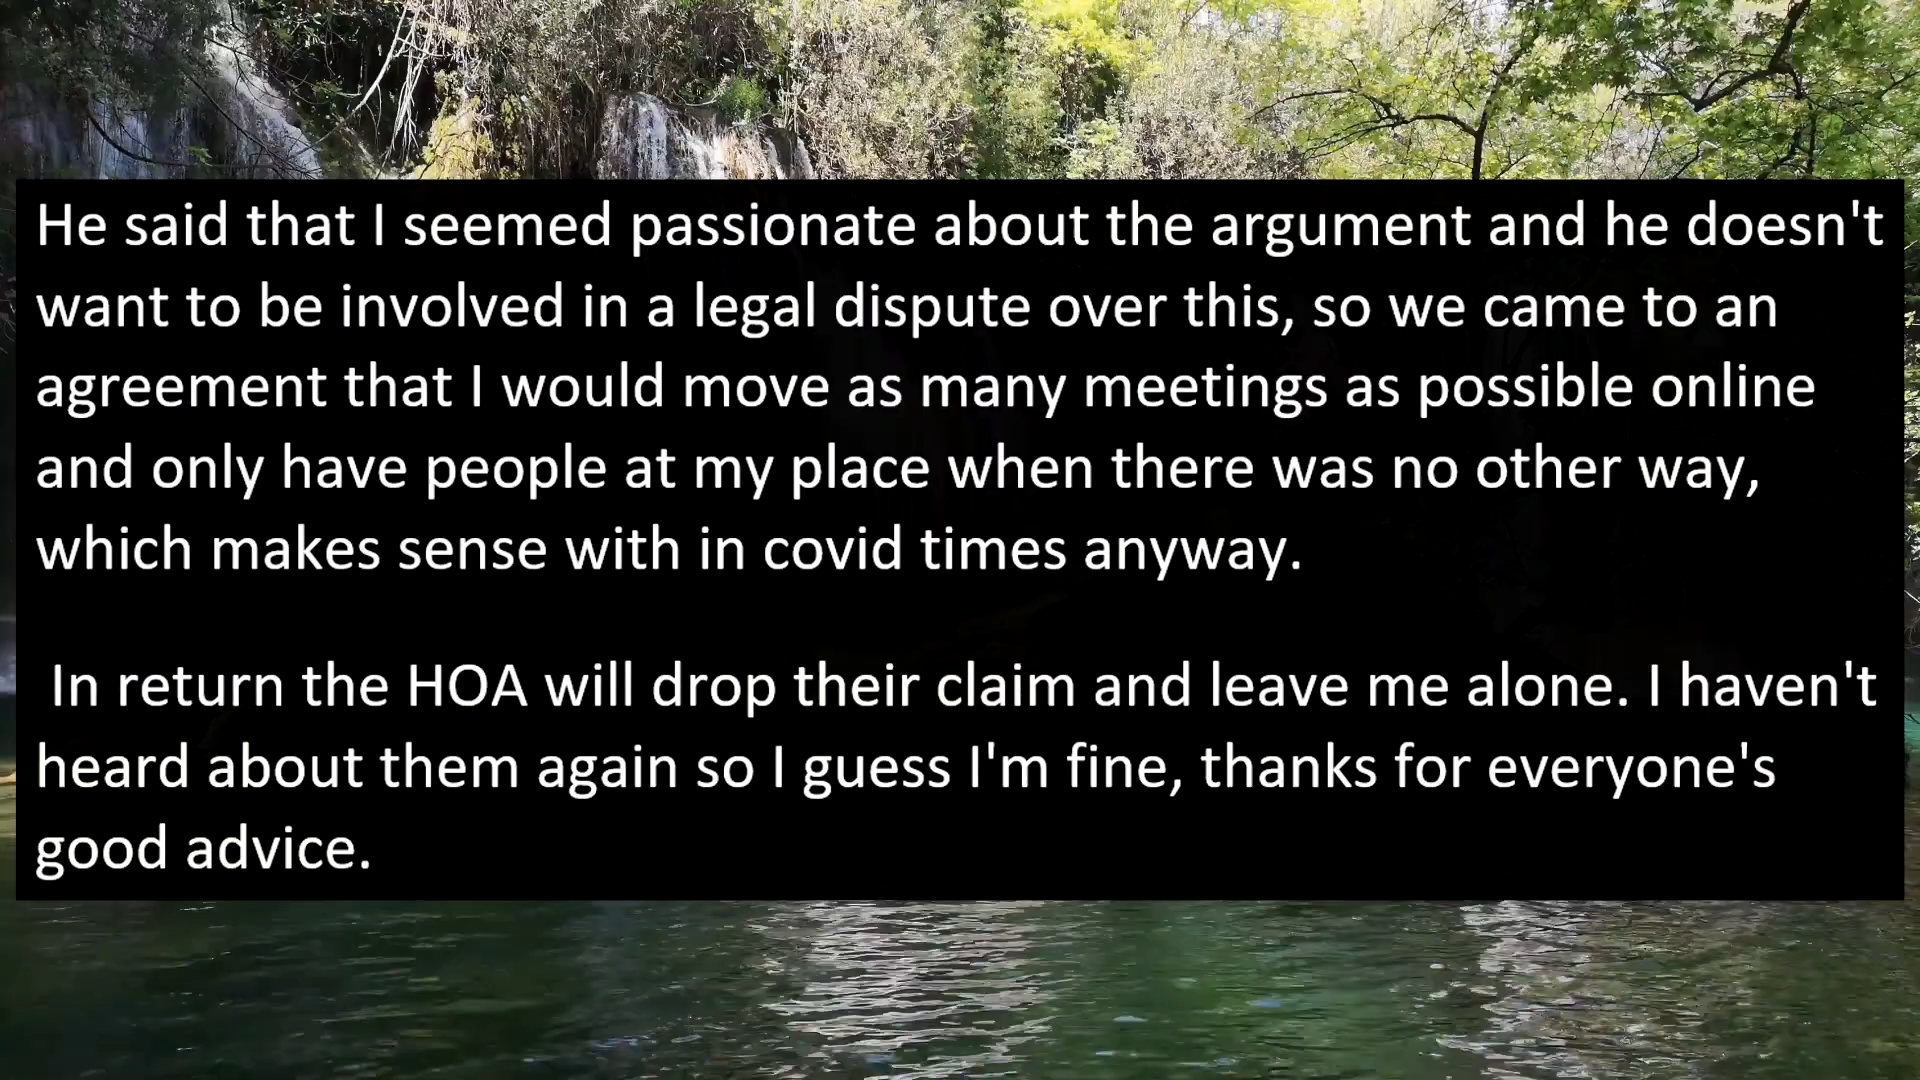 He said that I seemed passionate about the argument and he doesn't
want to be involved in a legal dispute over this, so we came to an
agreement that I would move as many meetings as possible online
and only have people at my place when there was no other way,
which makes sense with in covid times anyway.
In return the HOA will drop their claim and leave me alone. I haven't
heard about them again so I guess I'm fine, thanks for everyone's
good advice.